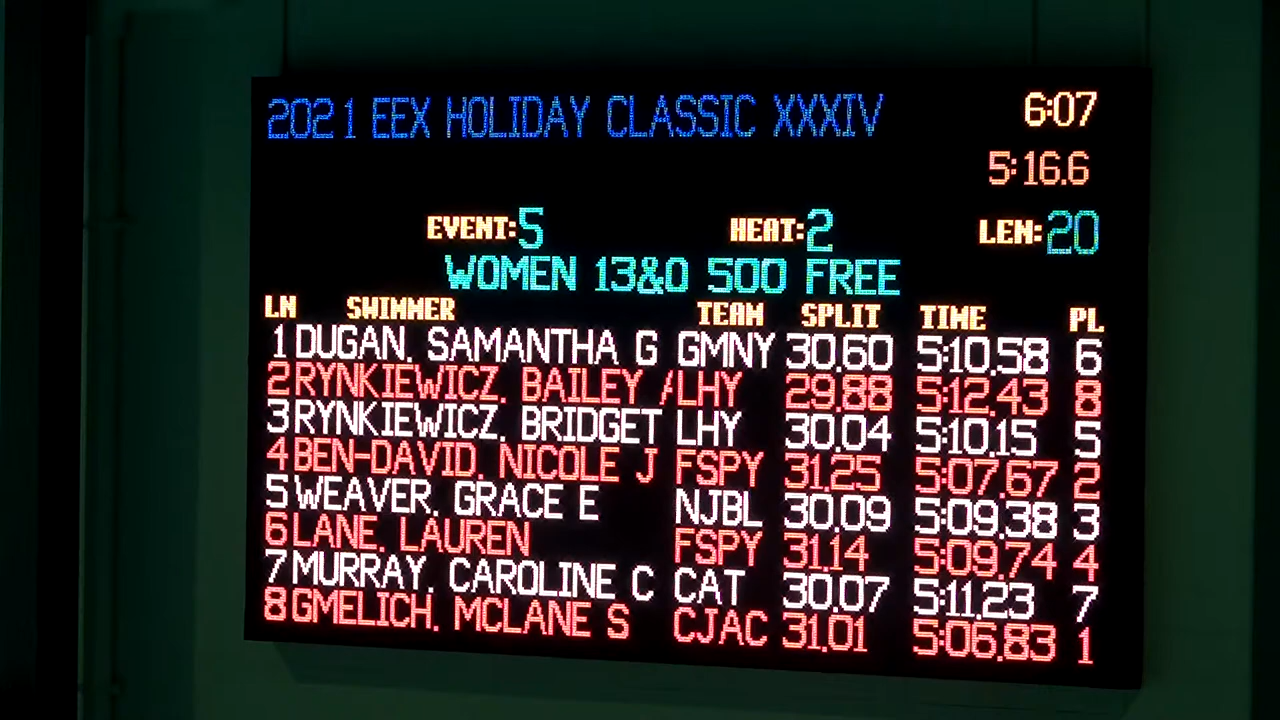 2021 EEX HOLIDAY CLASSIC XXXIV 6:07
5:16.6
EVENT:5 HEAT:2 LEN:20
WOMEN 13&O 500 FREE
LN SWIMMER TEAM SPLIT TIME PL
1 DUGAN, SAMANTHA G GMNY 30.60 5:10.58 6
2 RYNKIEWICZ, BAILEY A LHY 29.88 5:12.43 8
3 RYNKIEWICZ, BRIDGET LHY 30.04 5:10.15 5
4 BEN-DAVID, NICOLE J FSPY 31.25 5:07.67 2
5 WEAVER, GRACE E NJBL 30.09 5:09.38 3
6 LANE, LAUREN FSPY 31.14 5:09.74 4
7 MURRAY, CAROLINE C CAT 30.07 5:11.23 7
8 GMELICH, MCLANE S CJAC 31.01 5:06.83 1